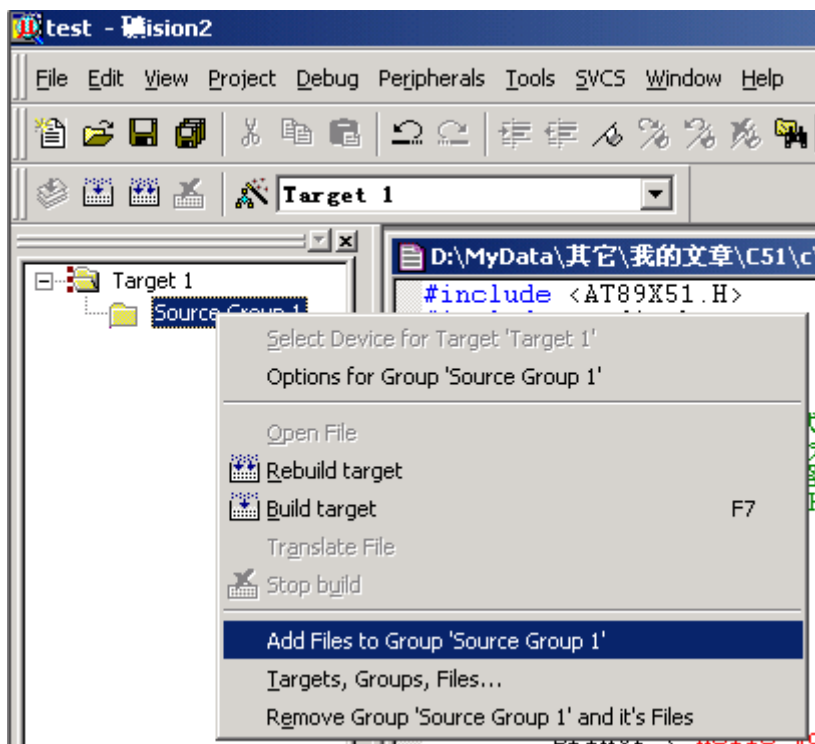 test - µVision2
File Edit View Project Debug Peripherals Tools SVCS Window Help
Target 1
D:\MyData\其它\我的文章\C51\c\
Target 1
#include <AT89X51.H>
Source Group 1
Select Device for Target 'Target 1'
Options for Group 'Source Group 1'
Open File
Rebuild target
Build target F7
Translate File
Stop build
Add Files to Group 'Source Group 1'
Targets, Groups, Files...
Remove Group 'Source Group 1' and it's Files